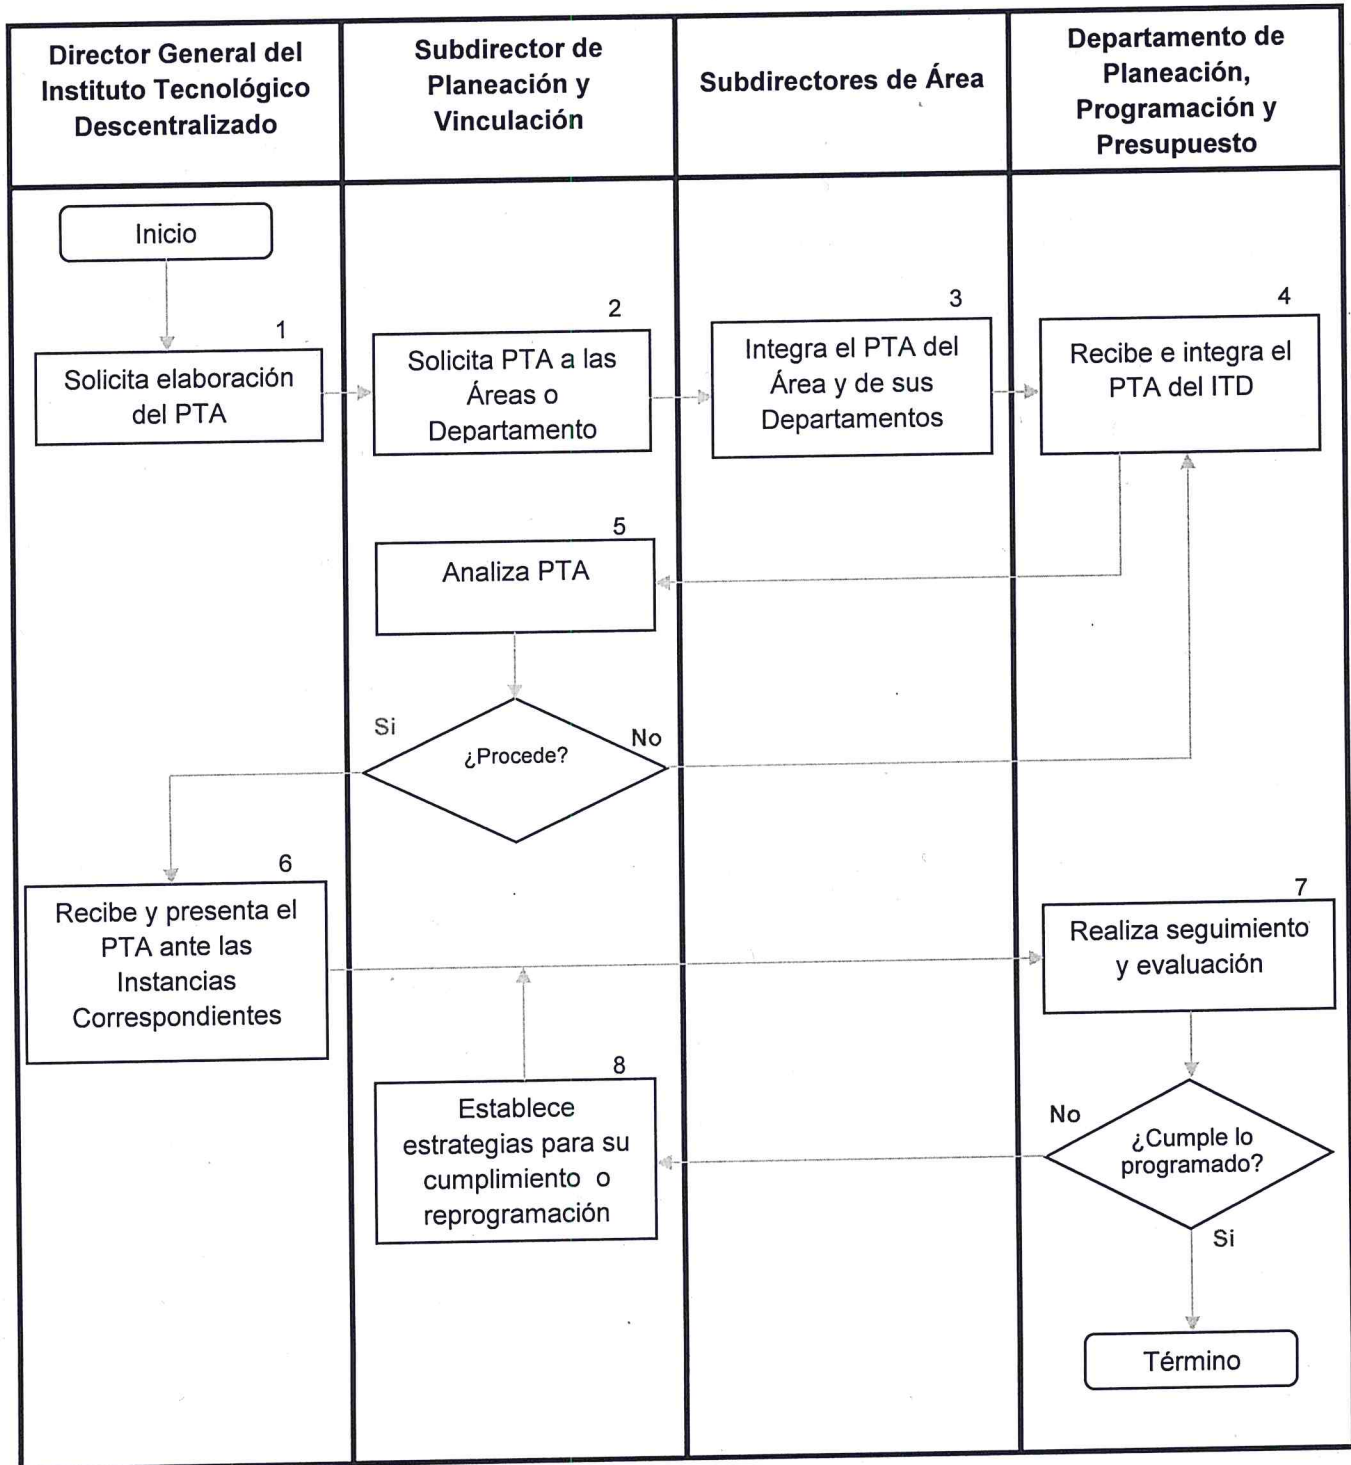 Director General del
Instituto Tecnológico
Descentralizado
Subdirector de
Planeación y
Vinculación
Subdirectores de Área
Departamento de
Planeación,
Programación y
Presupuesto
Inicio
1
Solicita elaboración
del PTA
2
Solicita PTA a las
Áreas o
Departamento
3
Integra el PTA del
Área y de sus
Departamentos
4
Recibe e integra el
PTA del ITD
5
Analiza PTA
Si
¿Procede?
No
6
Recibe y presenta el
PTA ante las
Instancias
Correspondientes
7
Realiza seguimiento
y evaluación
8
Establece
estrategias para su
cumplimiento o
reprogramación
No
¿Cumple lo
programado?
Si
Término